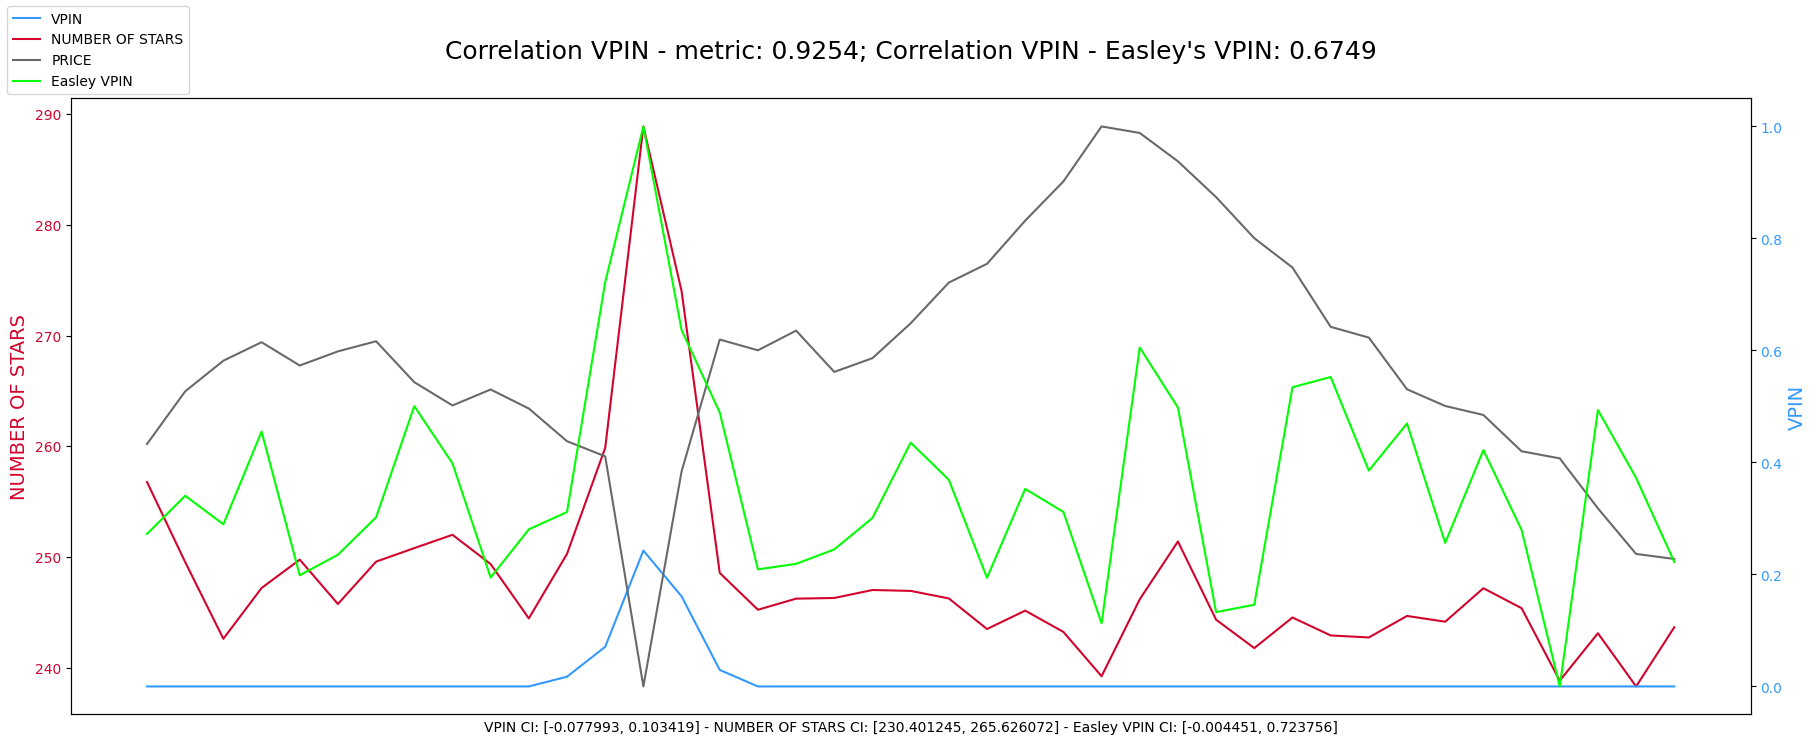 VPIN
NUMBER OF STARS
PRICE
Easley VPIN
Correlation VPIN - metric: 0.9254; Correlation VPIN - Easley's VPIN: 0.6749
290
280
270
260
250
240
NUMBER OF STARS
1.0
0.8
0.6
0.4
0.2
0.0
VPIN
VPIN CI: [-0.077993, 0.103419] - NUMBER OF STARS CI: [230.401245, 265.626072] - Easley VPIN CI: [-0.004451, 0.723756]